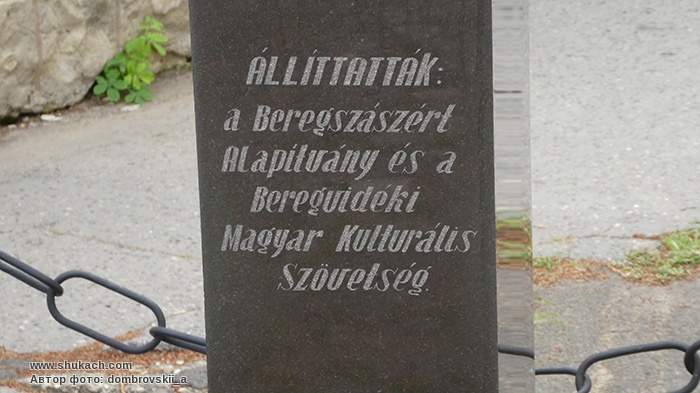 ÁLLÍTTATTÁK:
a Beregszászért
Alapítvány és a
Beregvidéki
Magyar Kulturális
Szövetség.
www.shukach.com
Автор фото: dombrovskii_a